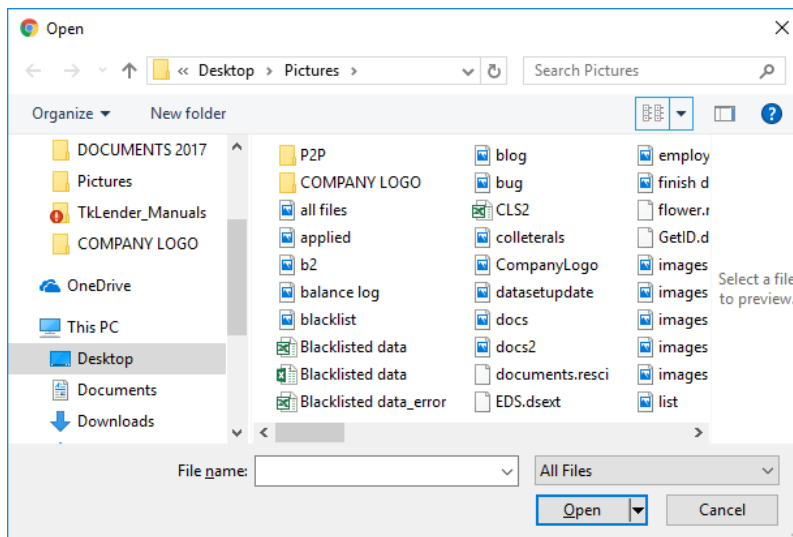 Open
« Desktop > Pictures >
Search Pictures
Organize
New folder
DOCUMENTS 2017
Pictures
TkLender_Manuals
COMPANY LOGO
OneDrive
This PC
Desktop
Documents
Downloads
P2P
COMPANY LOGO
all files
applied
b2
balance log
blacklist
Blacklisted data
Blacklisted data
Blacklisted data_error
blog
bug
CLS2
colleterals
CompanyLogo
datasetupdate
docs
docs2
documents.resci
EDS.dsext
employ
finish d
flower.r
GetID.d
images
images
images
images
images
list
Select a file
to preview.
File name:
All Files
Open
Cancel